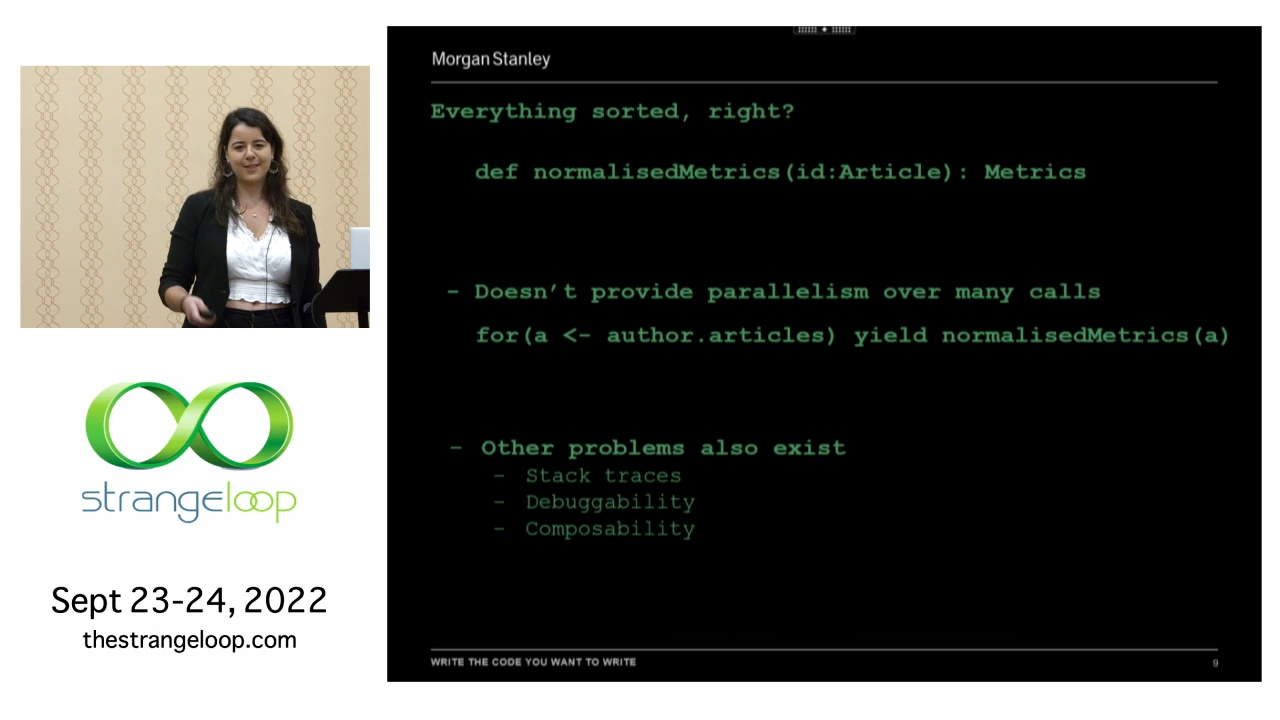 Morgan Stanley
Everything sorted, right?
def normalisedMetrics(id:Article): Metrics
- Doesn't provide parallelism over many calls
for(a <- author.articles) yield normalisedMetrics(a)
- Other problems also exist
- Stack traces
- Debuggability
- Composability
WRITE THE CODE YOU WANT TO WRITE
9
strangeloop
Sept 23-24, 2022
thestrangeloop.com